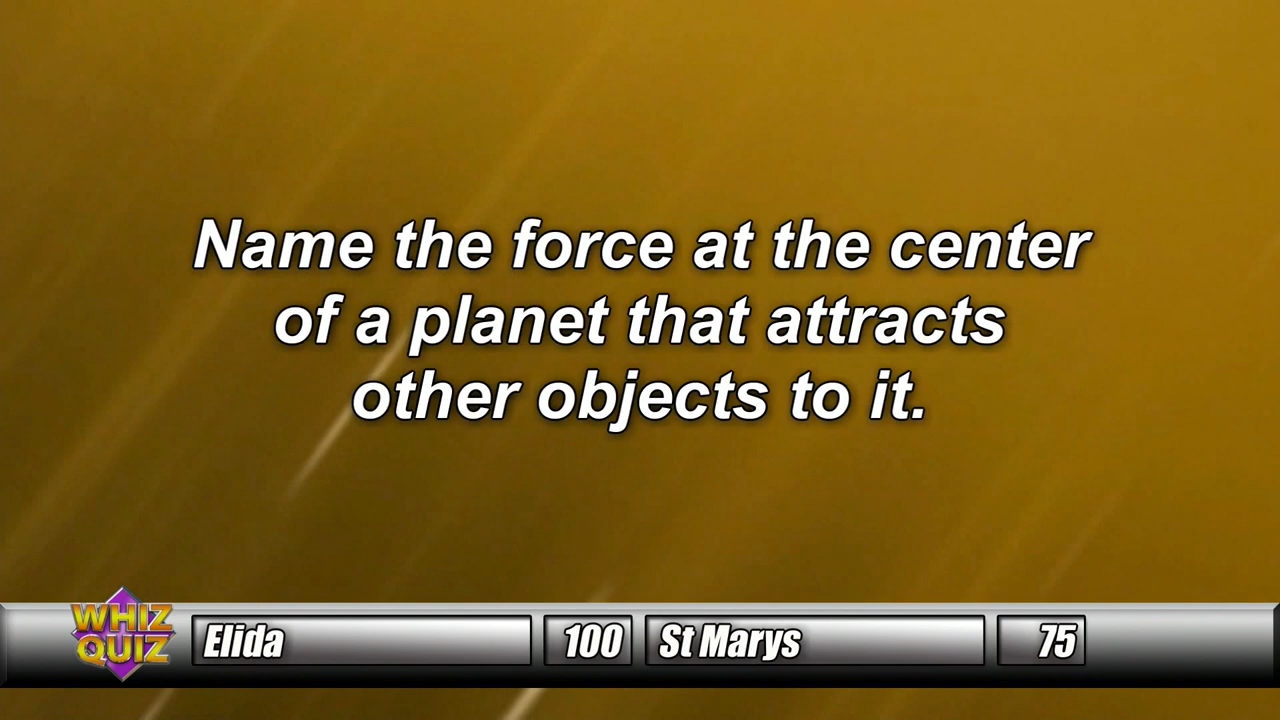 Name the force at the center
of a planet that attracts
other objects to it.
WHIZ
QUIZ
Elida 100 St Marys 75